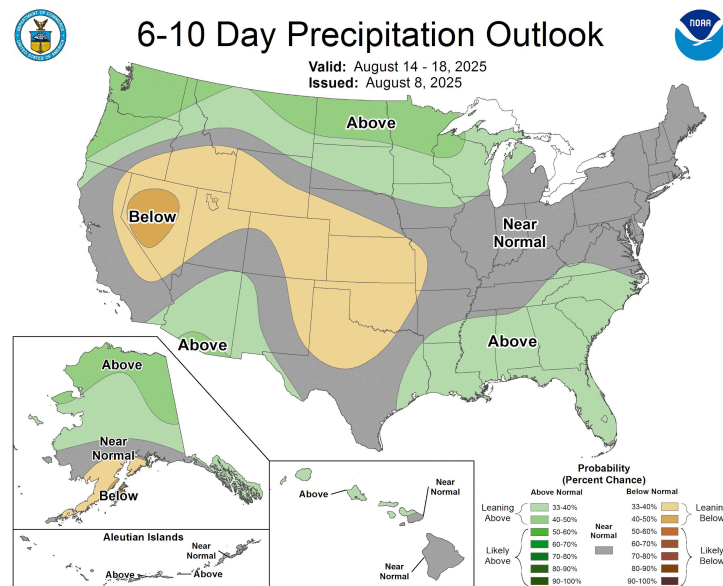 6-10 Day Precipitation Outlook
Valid: August 14 - 18, 2025
Issued: August 8, 2025
NOAA
Above
Below
Near
Normal
Above
Above
Above
Near
Normal
Below
Aleutian Islands
Near
Normal
Above
Above
Above
Near
Normal
Near
Normal
Probability
(Percent Chance)
Above Normal
Below Normal
Leaning
Above
Likely
Above
33-40%
40-50%
50-60%
60-70%
70-80%
80-90%
90-100%
Near
Normal
33-40%
40-50%
50-60%
60-70%
70-80%
80-90%
90-100%
Leanin
Below
Likely
Below